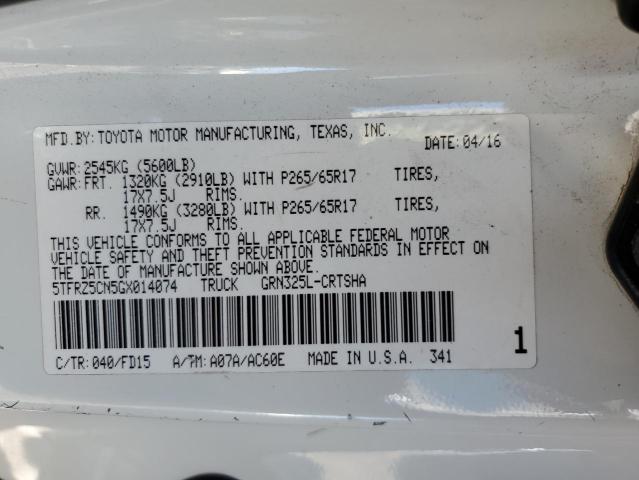 MFD.BY:TOYOTA MOTOR MANUFACTURING, TEXAS, INC.
DATE:04/16
GVWR:2545KG (5600LB)
GAWR:FRT. 1320KG (2910LB) WITH P265/65R17 TIRES,
17X7.5J RIMS.
RR. 1490KG (3280LB) WITH P265/65R17 TIRES,
17X7.5J RIMS.
THIS VEHICLE CONFORMS TO ALL APPLICABLE FEDERAL MOTOR
VEHICLE SAFETY AND THEFT PREVENTION STANDARDS IN EFFECT ON
THE DATE OF MANUFACTURE SHOWN ABOVE.
5TFRZ5CN5GX014074 TRUCK GRN325L-CRTSHA
C/TR:040/FD15 A/TM:A07A/AC60E MADE IN U.S.A. 341
1